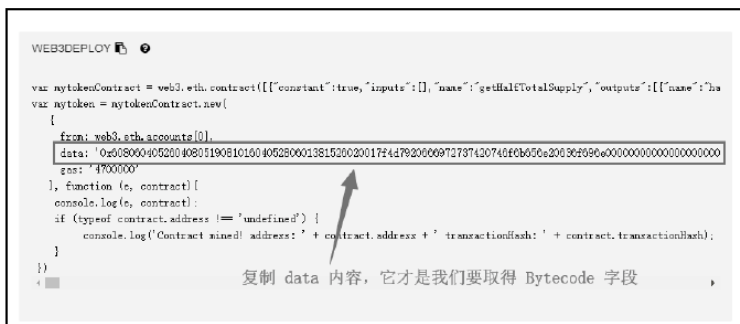 WEB3DEPLOY
var mytokenContract = web3.eth.contract([{"constant":true,"inputs":[],"name":"getHalfTotalSupply","outputs":[{"name":"ha
var mytoken = mytokenContract.new(
{
from: web3.eth.accounts[0],
data: '0x60806040526040805190810160405280601381526020017f4d7920666972737420746f6b656e20636f696e00000000000000000000
gas: '4700000'
}, function (e, contract){
console.log(e, contract);
if (typeof contract.address !== 'undefined') {
console.log('Contract mined! address: ' + contract.address + ' transactionHash: ' + contract.transactionHash);
}
})
复制 data 内容，它才是我们要取得 Bytecode 字段